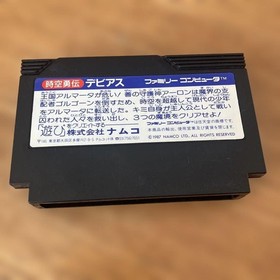 時空勇伝 デビアス ファミリー コンピュータ™
王国アルマータが危い！善の守護神アーロンは魔界の支
配者ゴルゴーンを倒すため、時空を超越して現代の少年
をアルマータに転送した。キミ自身が主人公として戦い
囚われた人々を救い出し、3つの魔境をクリアせよ！
「遊び」をクリエイトする 株式会社 ナムコ
© 1987 NAMCO ALL RIGHTS RESERVED